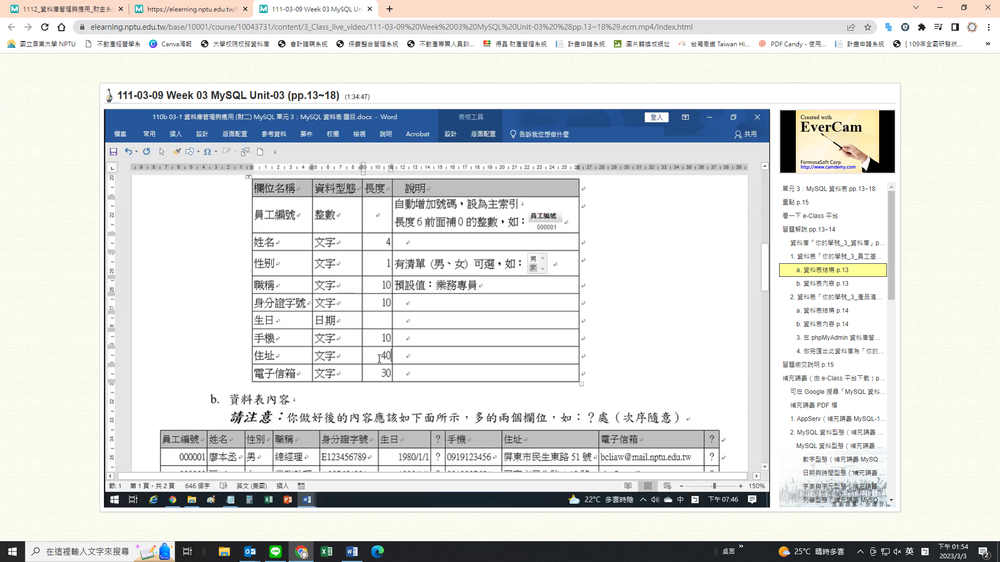 1112_資料庫管理與應用_財金系(
https://elearning.nptu.edu.tw/l
111-03-09 Week 03 MySQL Un
elearning.nptu.edu.tw/base/10001/course/10043731/content/3_Class_live_video/111-03-09%20Week%2003%20MySQL%20Unit-03%20%28pp.13~18%29.ecm.mp4/index.html
國立屏東大學 NPTU
不動產經營學系
Canva海報
大學校院校務資料庫
會計請購系統
保費整合管理系統
不動產專業人員訓...
得晶 財產管理系統
計畫申請系統
圖片轉換成網址
台灣高鐵 Taiwan Hi...
PDF Candy - 使用...
計畫申請系統
[ 109年全國研發狀...
111-03-09 Week 03 MySQL Unit-03 (pp.13~18) (1:34:47)
110b 03-1 資料庫管理與應用 (財二) MySQL 單元 3：MySQL 資料表 題目.docx - Word
表格工具
登入
檔案 常用 插入 設計 版面配置 參考資料 郵件 校閱 檢視 說明 Acrobat 設計 版面配置 告訴我您想做什麼 共用
欄位名稱 資料型態 長度 說明
員工編號 整數 自動增加號碼，設為主索引
長度 6 前面補 0 的整數，如： 員工編號
000001
姓名 文字 4
性別 文字 1 有清單 (男、女) 可選，如： 男
女
職稱 文字 10 預設值：業務專員
身分證字號 文字 10
生日 日期
手機 文字 10
住址 文字 40
電子信箱 文字 30
b. 資料表內容
請注意：你做好後的內容應該如下面所示，多的兩個欄位，如：？處（次序隨意）
員工編號 姓名 性別 職稱 身分證字號 生日 ? 手機 住址 電子信箱 ?
000001 廖本丞 男 總經理 E123456789 1980/1/1 ? 0919123456 屏東市民生東路 51 號 bcliaw@mail.nptu.edu.tw ?
節: 1 第 1 頁，共 2 頁 646 個字 英文 (美國) 插入 150%
22°C 多雲時陰 中 下午 07:46
Created with
EverCam
FormosaSoft Corp.
http://www.camdemy.com
單元 3：MySQL 資料表 pp.13~18
重點 p.15
看一下 e-Class 平台
習題解說 pp.13~14
資料庫「你的學號_3_資料庫」p...
1. 資料表「你的學號_3_員工基...
a. 資料表結構 p.13
b. 資料表內容 p.13
2. 資料表「你的學號_3_產品清...
a. 資料表結構 p.14
b. 資料表內容 p.14
3. 在 phpMyAdmin 資料庫管...
4. 做完匯出此資料庫為「你的...
習題繳交說明 p.15
補充講義（由 e-Class 平台下載）p...
可在 Google 搜尋「MySQL 資料...
補充講義 PDF 檔
1. AppServ（補充講義 MySQL-1...
2. MySQL 資料型態（補充講義 ...
MySQL 資料型態（補充講義 ...
數字型態（補充講義 MySQ...
日期與時間型態（補充講義 ...
字串與字元型態（補充講義 ...
列舉型態（補充講義 MySQ...
在這裡輸入文字來搜尋
桌面
25°C 晴時多雲
英
下午 01:54
2023/3/3
2